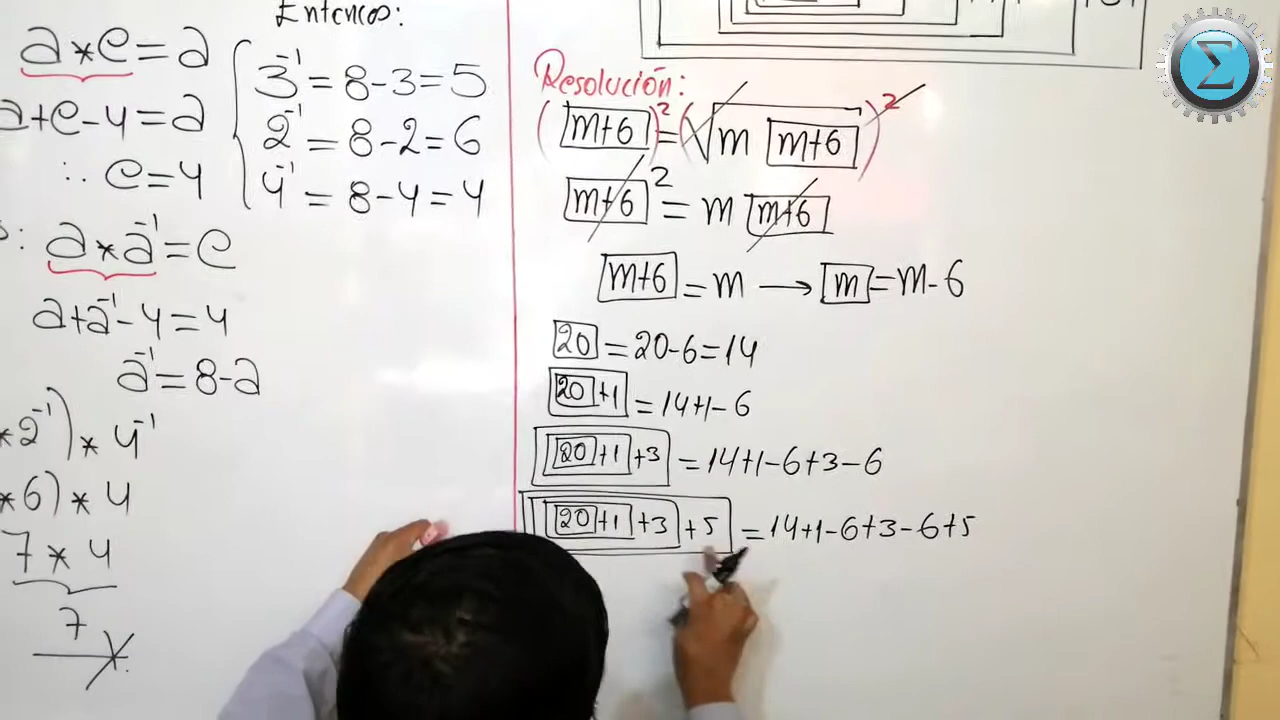 Entonces:
a*e=a
a+e-4=a
∴ e=4
3⁻¹=8-3=5
2⁻¹=8-2=6
4⁻¹=8-4=4
a*a⁻¹=e
a+a⁻¹-4=4
a⁻¹=8-a
*2⁻¹)*4⁻¹
*6)*4
7*4
7
Resolución:
(m+6)²=(√m m+6)²
m+6²=m m+6
m+6=m→m=m-6
20=20-6=14
20+1=14+1-6
20+1+3=14+1-6+3-6
20+1+3+5=14+1-6+3-6+5
Σ